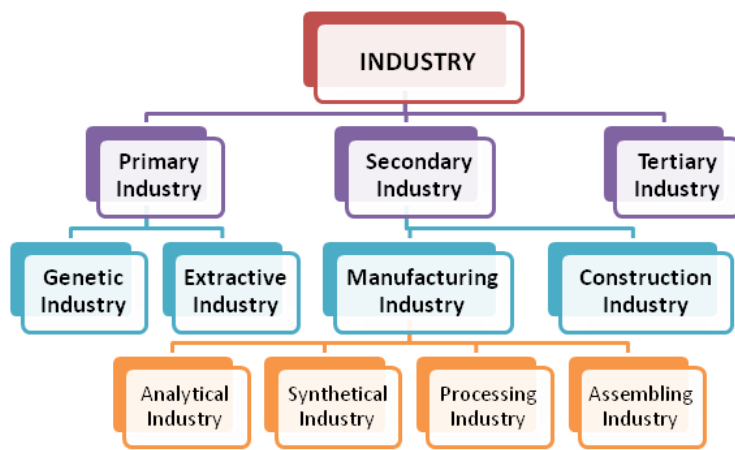 INDUSTRY
Primary
Industry
Secondary
Industry
Tertiary
Industry
Genetic
Industry
Extractive
Industry
Manufacturing
Industry
Construction
Industry
Analytical
Industry
Synthetical
Industry
Processing
Industry
Assembling
Industry